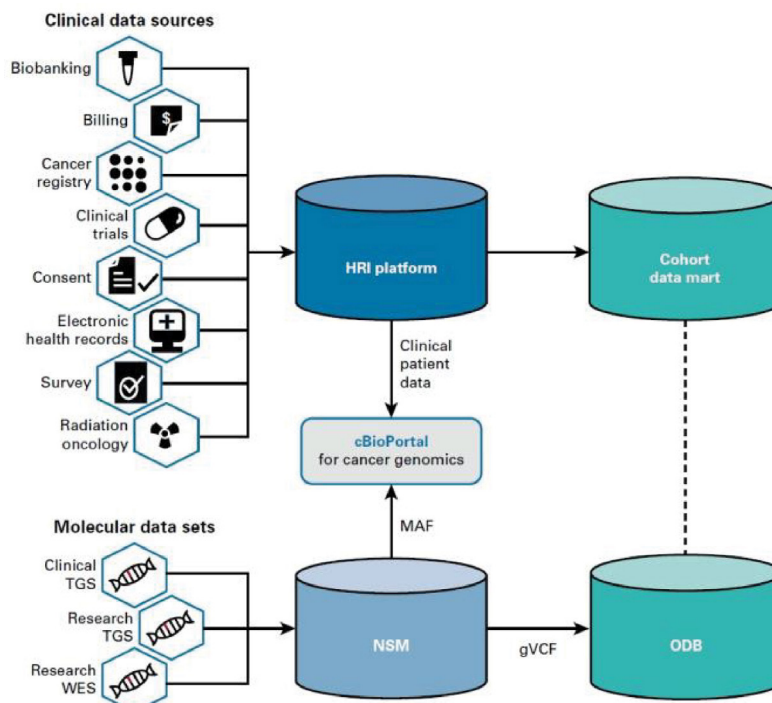 Clinical data sources
Biobanking
Billing
$
Cancer
registry
Clinical
trials
Consent
Electronic
health records
Survey
Radiation
oncology
HRI platform
Cohort
data mart
Clinical
patient
data
cBioPortal
for cancer genomics
MAF
Molecular data sets
Clinical
TGS
Research
TGS
Research
WES
NSM
gVCF
ODB